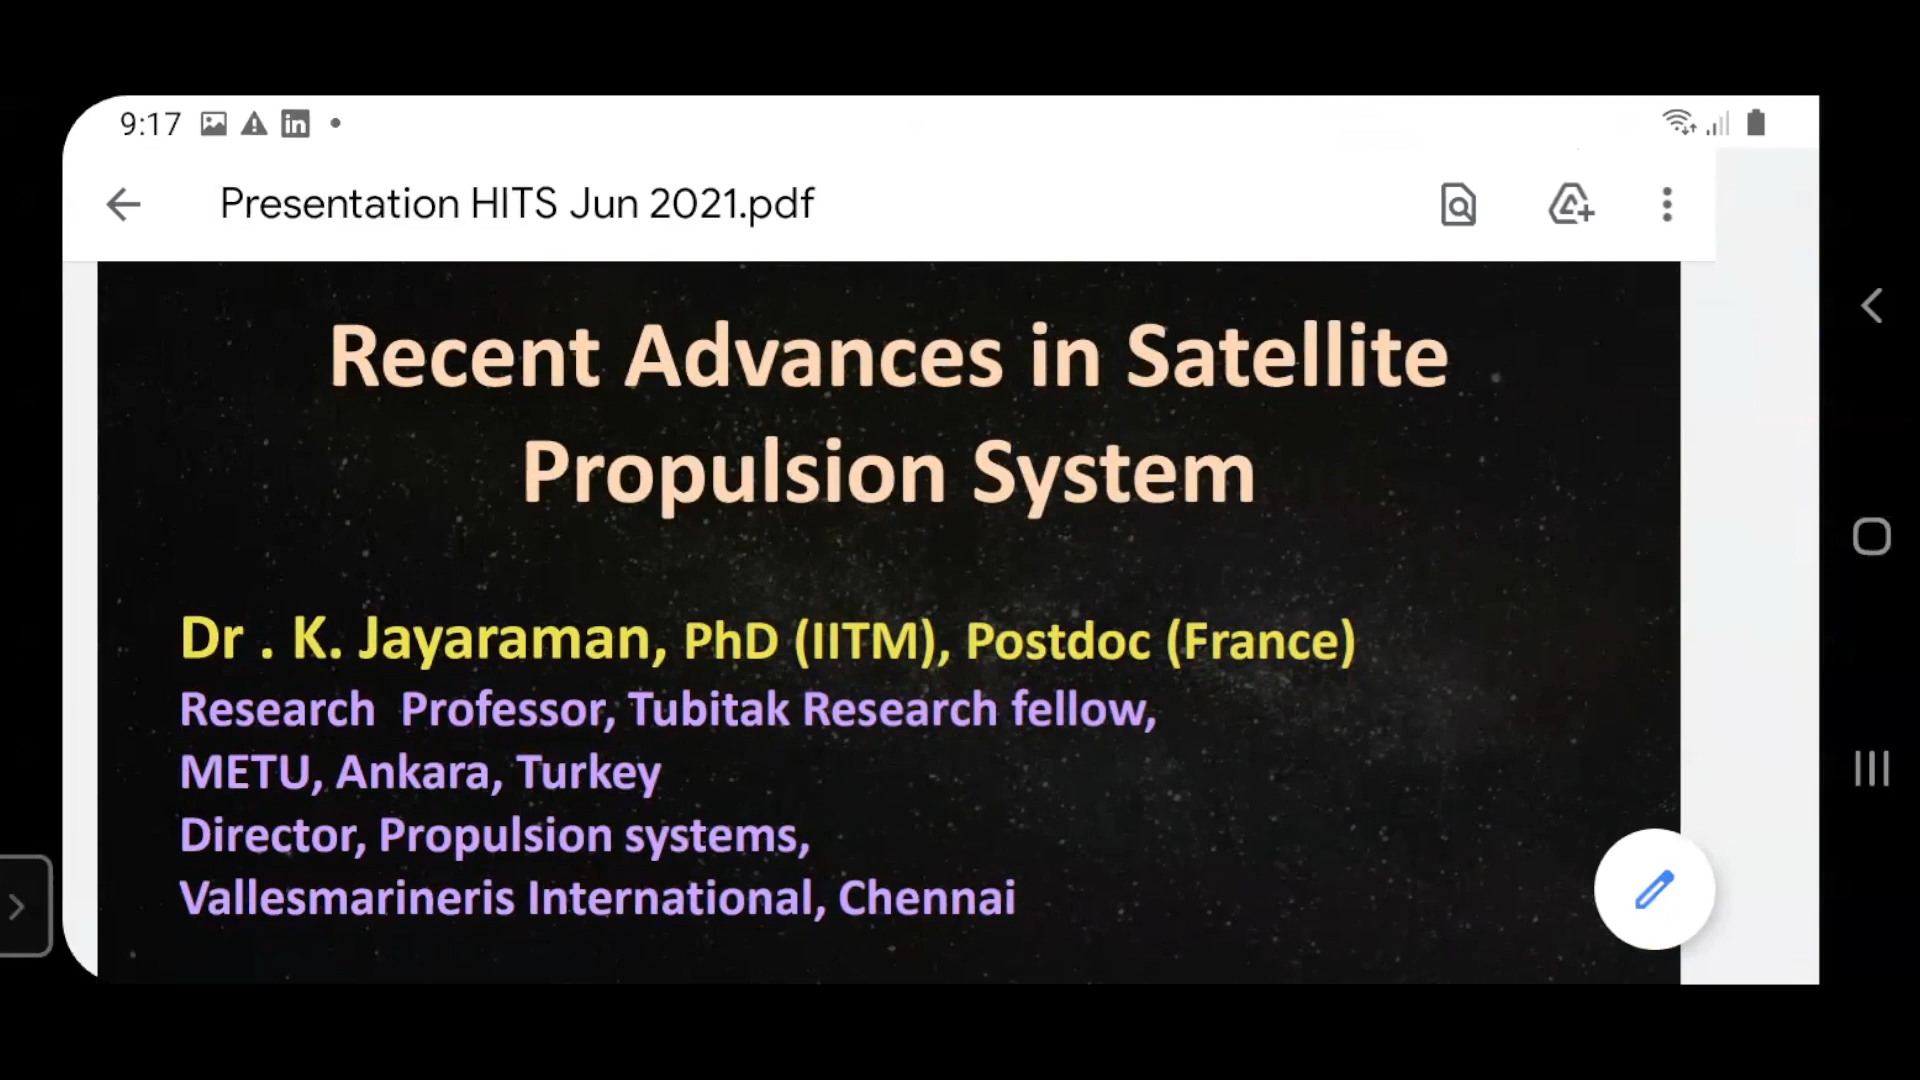 9:17
Presentation HITS Jun 2021.pdf
Recent Advances in Satellite
Propulsion System
Dr . K. Jayaraman, PhD (IITM), Postdoc (France)
Research Professor, Tubitak Research fellow,
METU, Ankara, Turkey
Director, Propulsion systems,
Vallesmarineris International, Chennai